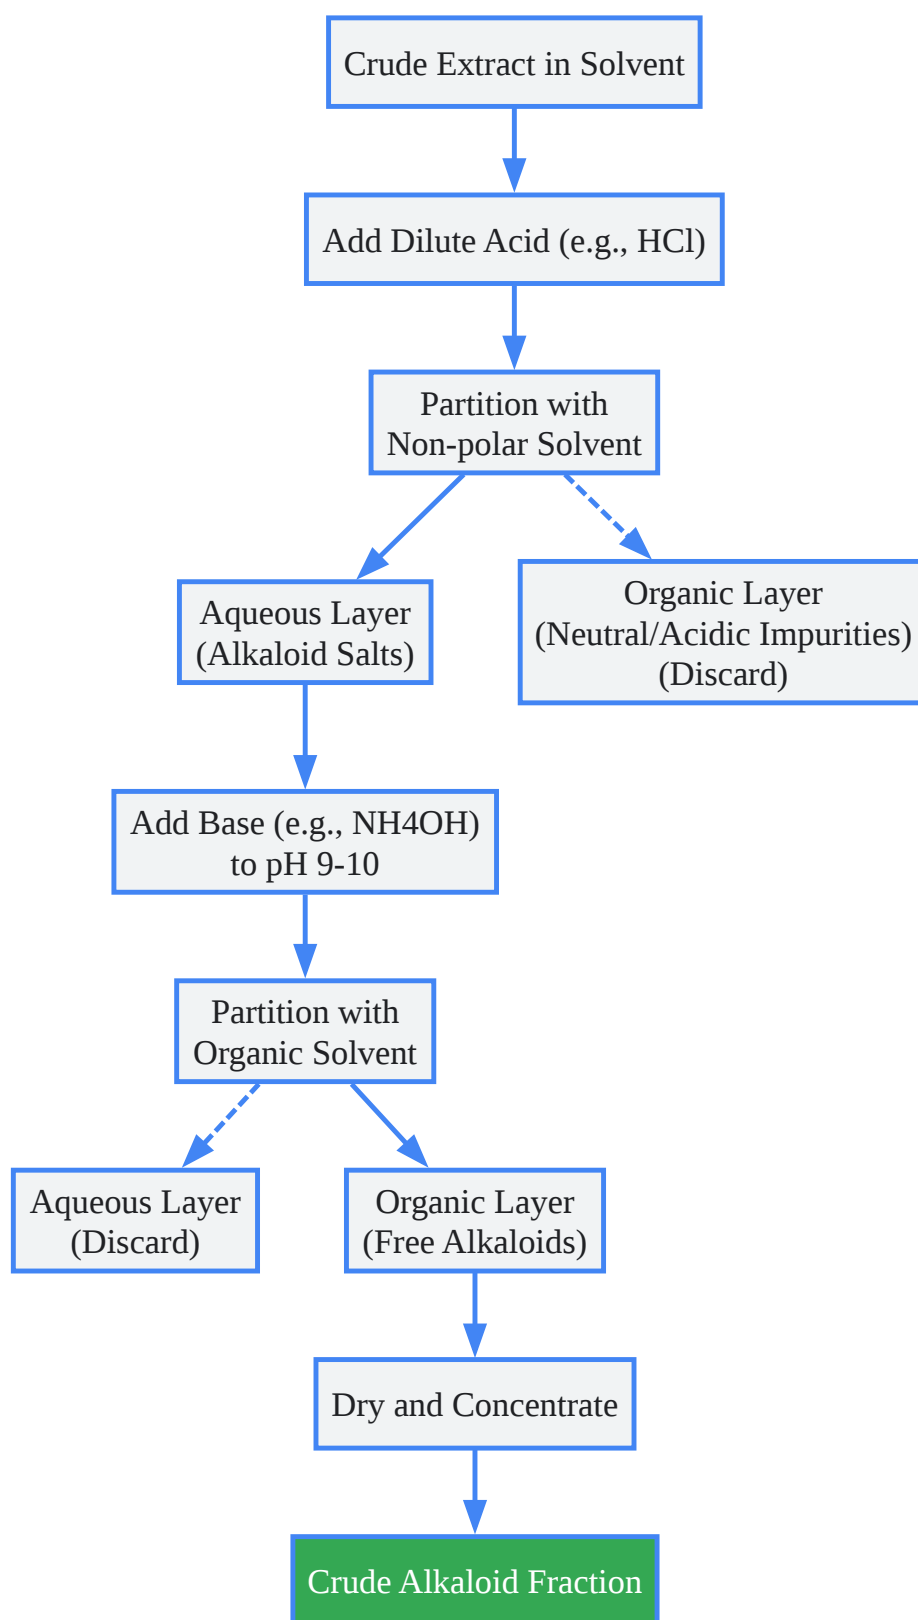 Crude Extract in Solvent
Add Dilute Acid (e.g., HCl)
Partition with
Non-polar Solvent
Aqueous Layer
(Alkaloid Salts)
Organic Layer
(Neutral/Acidic Impurities)
(Discard)
Add Base (e.g., NH4OH)
to pH 9-10
Partition with
Organic Solvent
Aqueous Layer
(Discard)
Organic Layer
(Free Alkaloids)
Dry and Concentrate
Crude Alkaloid Fraction